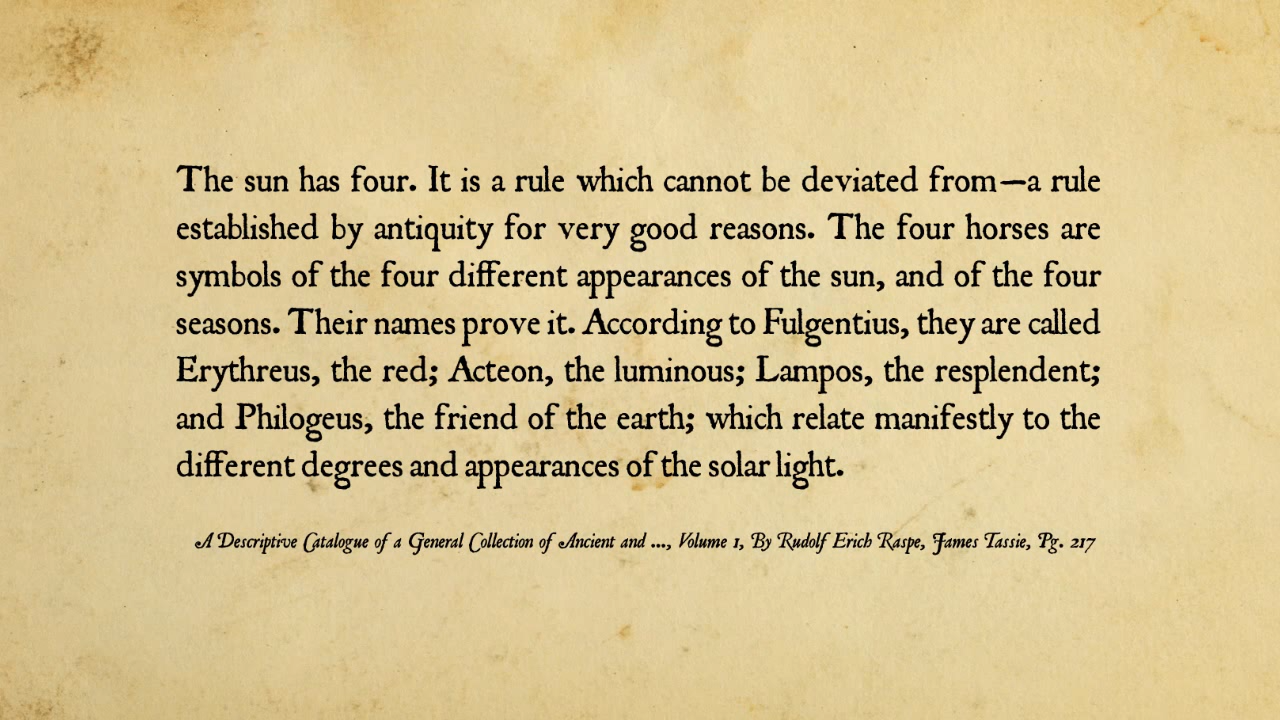 The sun has four. It is a rule which cannot be deviated from—a rule
established by antiquity for very good reasons. The four horses are
symbols of the four different appearances of the sun, and of the four
seasons. Their names prove it. According to Fulgentius, they are called
Erythreus, the red; Acteon, the luminous; Lampos, the resplendent;
and Philogeus, the friend of the earth; which relate manifestly to the
different degrees and appearances of the solar light.
A Descriptive Catalogue of a General Collection of Ancient and ..., Volume 1, By Rudolf Erich Raspe, James Tassie, Pg. 217